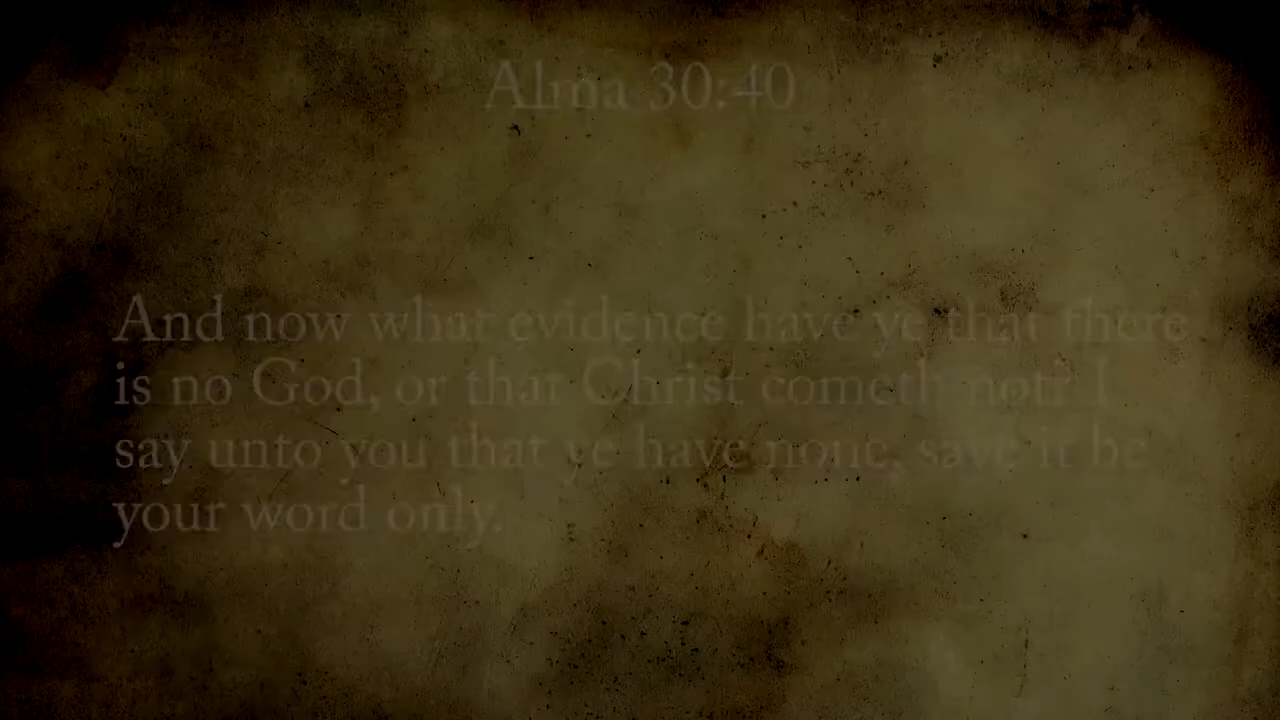 Alma 30:40
And now what evidence have ye that there
is no God, or that Christ cometh not? I
say unto you that ye have none, save it be
your word only.